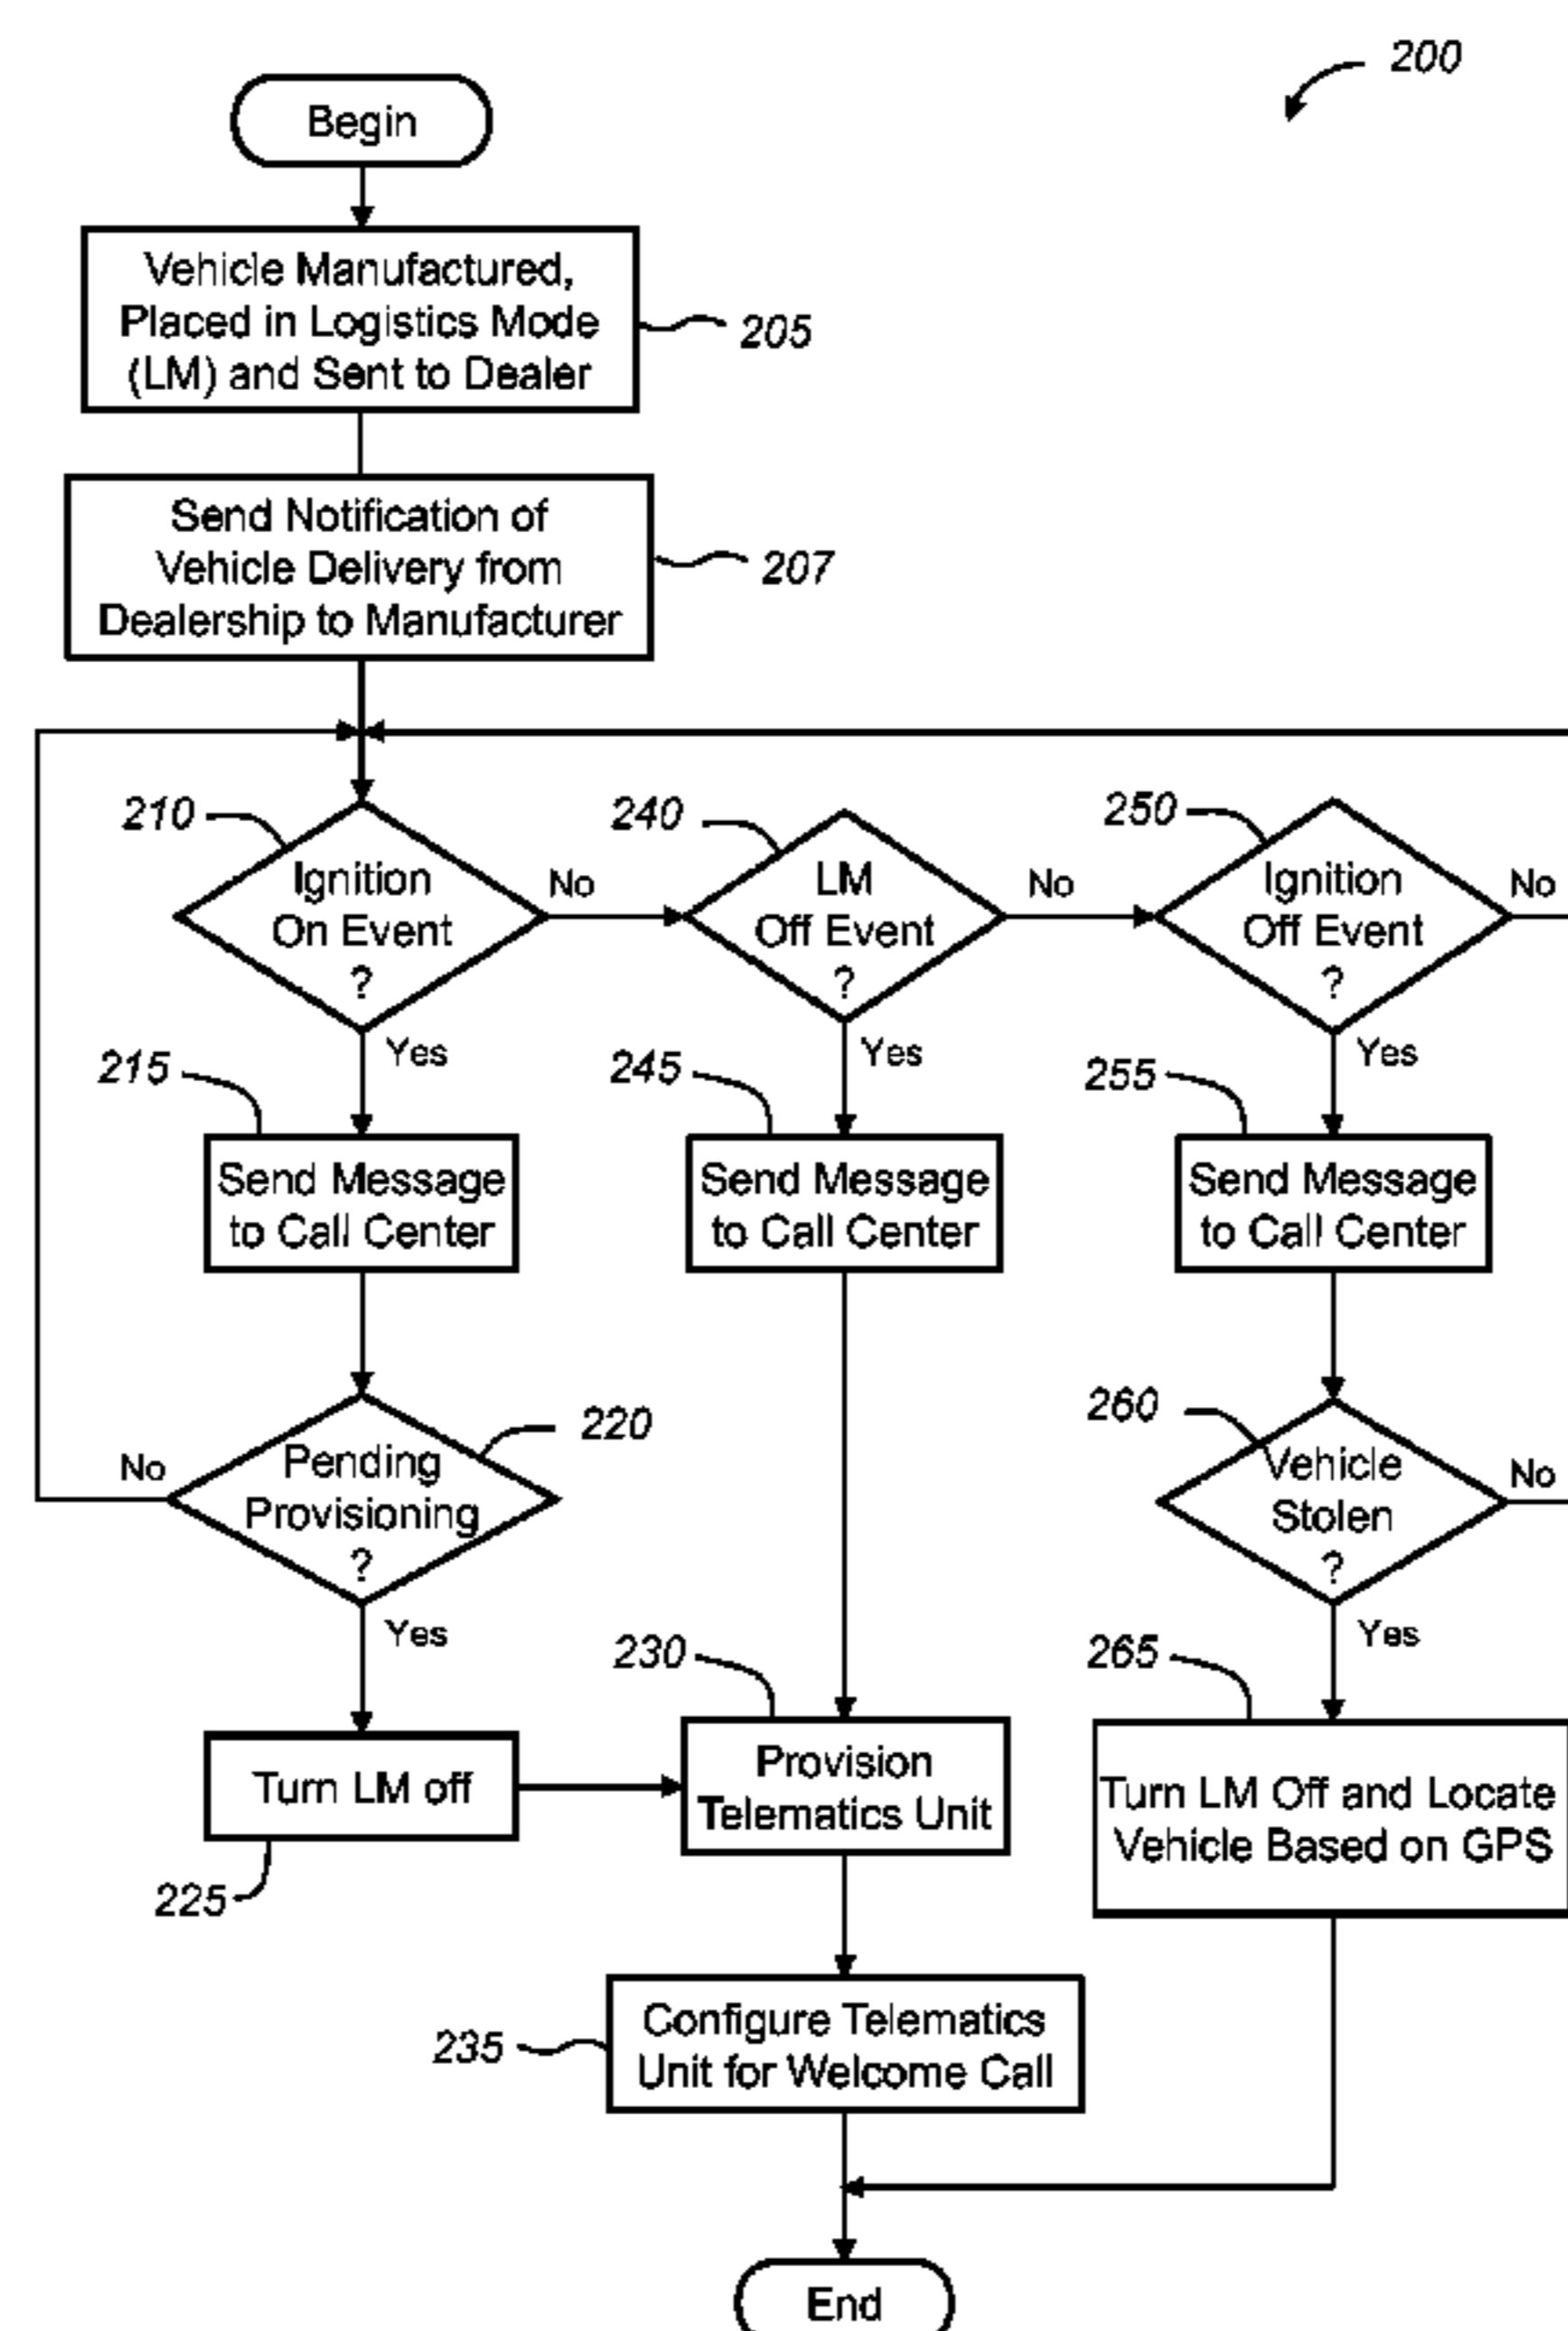 200
Begin
Vehicle Manufactured,
Placed in Logistics Mode
(LM) and Sent to Dealer
205
Send Notification of
Vehicle Delivery from
Dealership to Manufacturer
207
210
Ignition
On Event
?
No
Yes
240
LM
Off Event
?
No
Yes
250
Ignition
Off Event
?
No
Yes
215
Send Message
to Call Center
245
Send Message
to Call Center
255
Send Message
to Call Center
220
Pending
Provisioning
?
No
Yes
260
Vehicle
Stolen
?
No
Yes
Turn LM off
225
230
Provision
Telematics Unit
265
Turn LM Off and Locate
Vehicle Based on GPS
235
Configure Telematics
Unit for Welcome Call
End